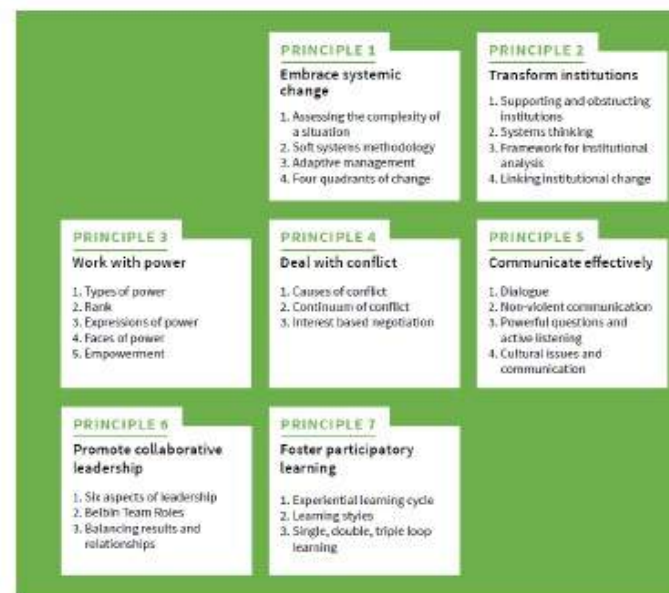 PRINCIPLE 1
Embrace systemic
change
1. Assessing the complexity of
a situation
2. Soft systems methodology
3. Adaptive management
4. Four quadrants of change
PRINCIPLE 2
Transform institutions
1. Supporting and obstructing
institutions
2. Systems thinking
3. Framework for institutional
analysis
4. Linking institutional change
PRINCIPLE 3
Work with power
1. Types of power
2. Rank
3. Expressions of power
4. Faces of power
5. Empowerment
PRINCIPLE 4
Deal with conflict
1. Causes of conflict
2. Continuum of conflict
3. Interest based negotiation
PRINCIPLE 5
Communicate effectively
1. Dialogue
2. Non-violent communication
3. Powerful questions and
active listening
4. Cultural issues and
communication
PRINCIPLE 6
Promote collaborative
leadership
1. Six aspects of leadership
2. Belbin Team Roles
3. Balancing results and
relationships
PRINCIPLE 7
Foster participatory
learning
1. Experiential learning cycle
2. Learning styles
3. Single, double, triple loop
learning